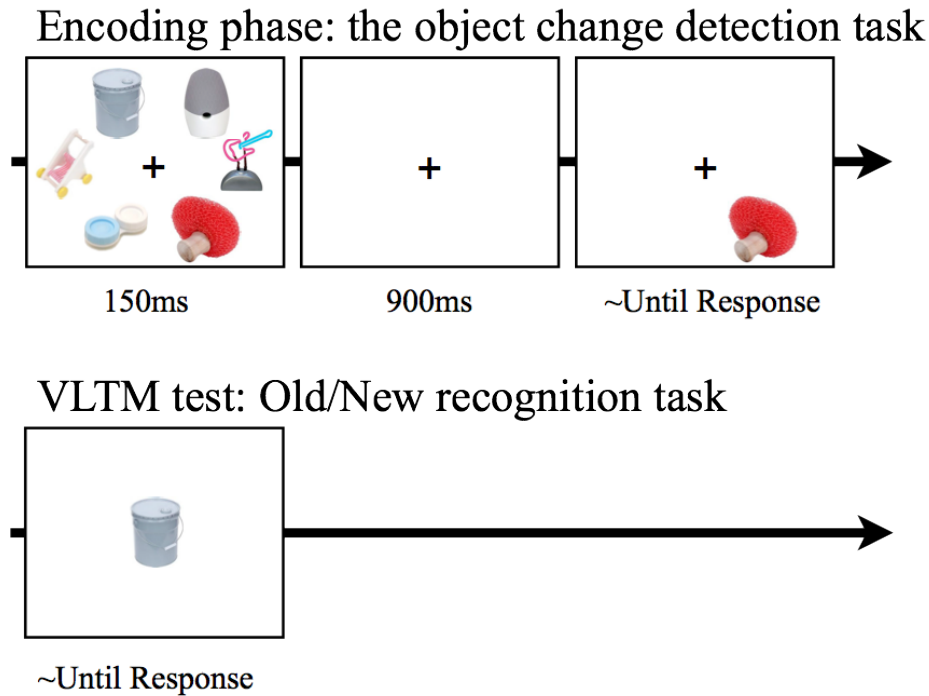 Encoding phase: the object change detection task
150ms
900ms
~Until Response
VLTM test: Old/New recognition task
~Until Response